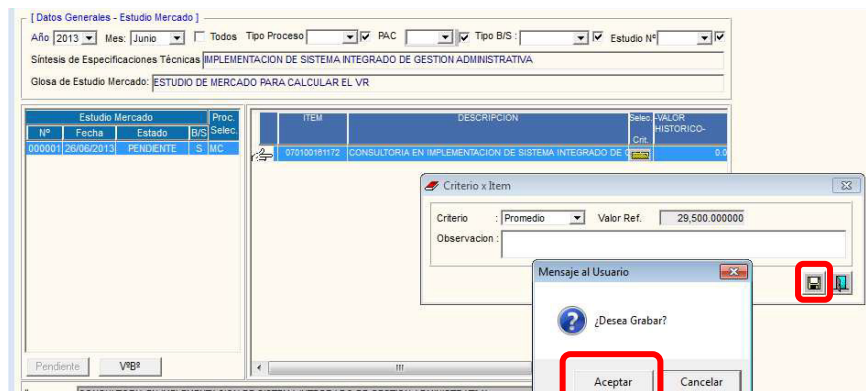 [ Datos Generales - Estudio Mercado ]
Año 2013 Mes: Junio Todos Tipo Proceso PAC Tipo B/S : Estudio Nº
Síntesis de Especificaciones Técnicas IMPLEMENTACION DE SISTEMA INTEGRADO DE GESTION ADMINISTRATIVA
Glosa de Estudio Mercado: ESTUDIO DE MERCADO PARA CALCULAR EL VR
Estudio Mercado Proc. Selec.
Nº Fecha Estado B/S
000001 26/06/2013 PENDIENTE S MC
ITEM DESCRIPCION Selec. Crit. -VALOR HISTORICO-
070100161172 CONSULTORIA EN IMPLEMENTACION DE SISTEMA INTEGRADO DE 0.0
Criterio x Item
Criterio : Promedio Valor Ref. 29,500.000000
Observacion :
Mensaje al Usuario
¿Desea Grabar?
Aceptar Cancelar
Pendiente VºBº